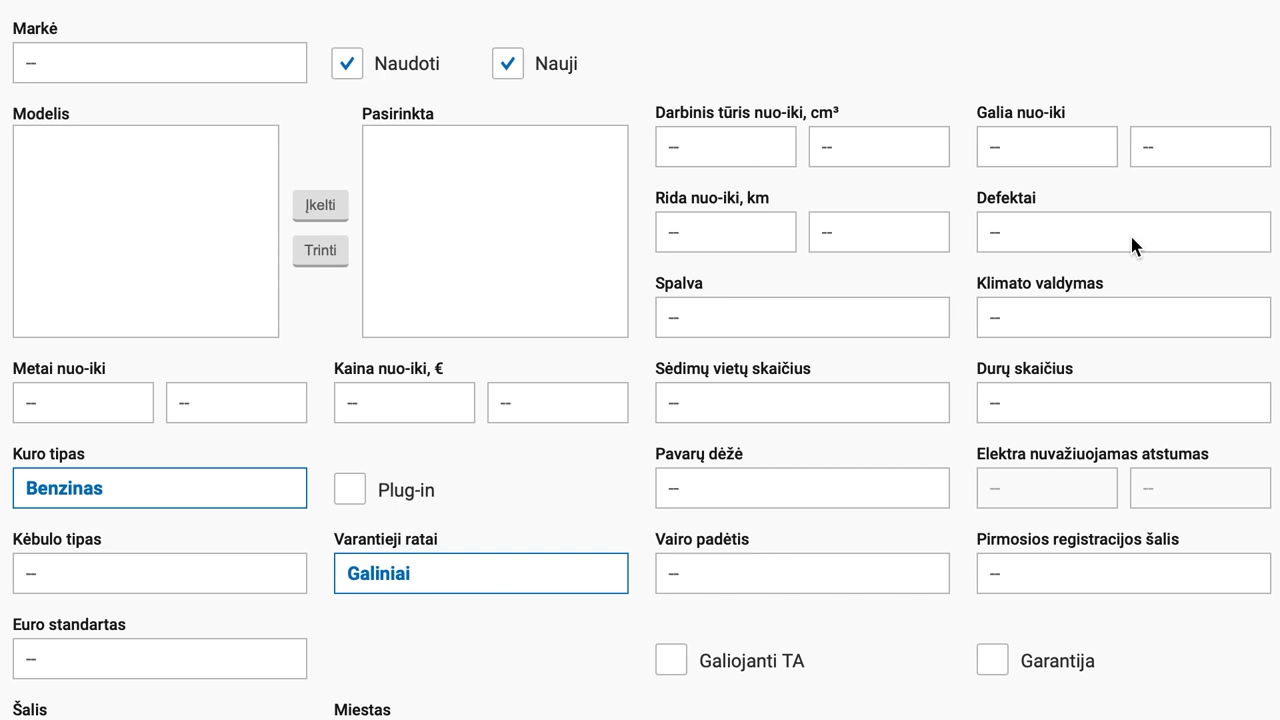 Markė
--
Naudoti
Nauji
Modelis
Pasirinkta
Darbinis tūris nuo-iki, cm³
Galia nuo-iki
--
--
--
--
Įkelti
Trinti
Rida nuo-iki, km
Defektai
--
--
--
Spalva
Klimato valdymas
--
--
Metai nuo-iki
Kaina nuo-iki, €
Sėdimų vietų skaičius
Durų skaičius
--
--
--
--
--
--
Kuro tipas
Pavarų dėžė
Elektra nuvažiuojamas atstumas
Benzinas
Plug-in
--
--
--
Kėbulo tipas
Varantieji ratai
Vairo padėtis
Pirmosios registracijos šalis
--
Galiniai
--
--
Euro standartas
--
Galiojanti TA
Garantija
Šalis
Miestas